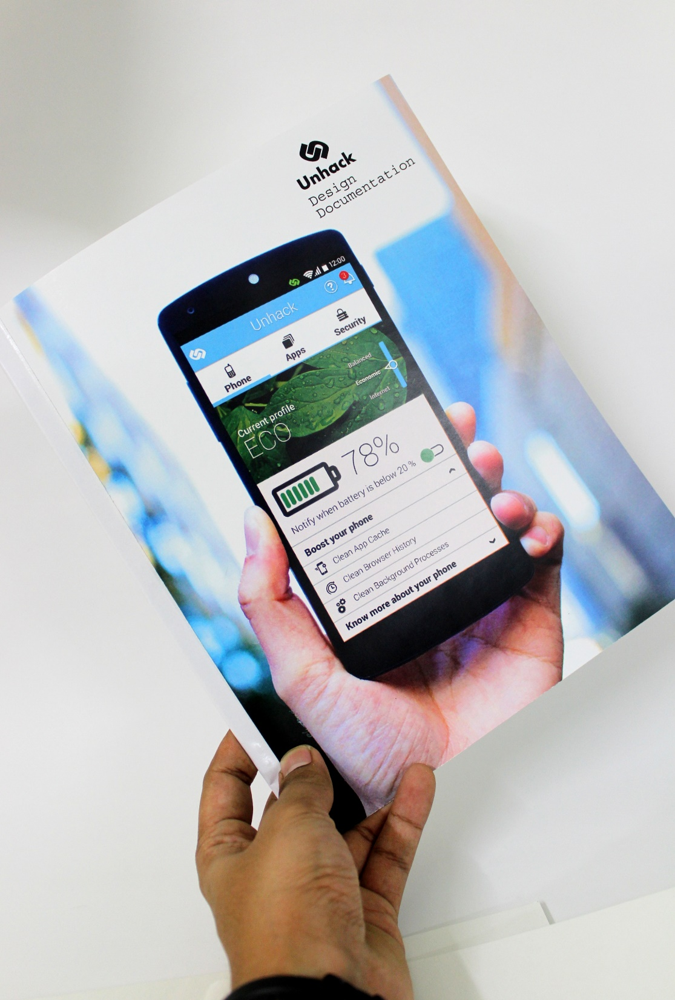 Unhack
Design
Documentation
12:00
Unhack
?
3
Phone
Apps
Security
Balanced
Economic
Internet
Current profile
ECO
78%
Notify when battery is below 20 %
Boost your phone
Clean App Cache
Clean Browser History
Clean Background Processes
Know more about your phone